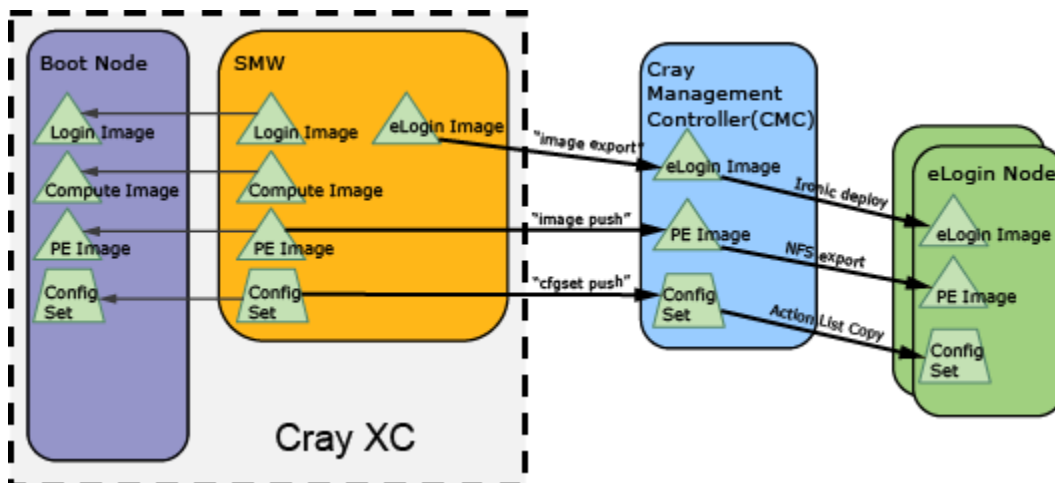 Boot Node
Login Image
Compute Image
PE Image
Config
Set
SMW
Login Image
eLogin Image
Compute Image
PE Image
Config
Set
Cray XC
"image export"
"image push"
"cfgset push"
Cray
Management
Controller(CMC)
eLogin Image
PE Image
Config
Set
Ironic deploy
NFS export
Action List Copy
eLogin Node
eLogin Image
PE Image
Config
Set